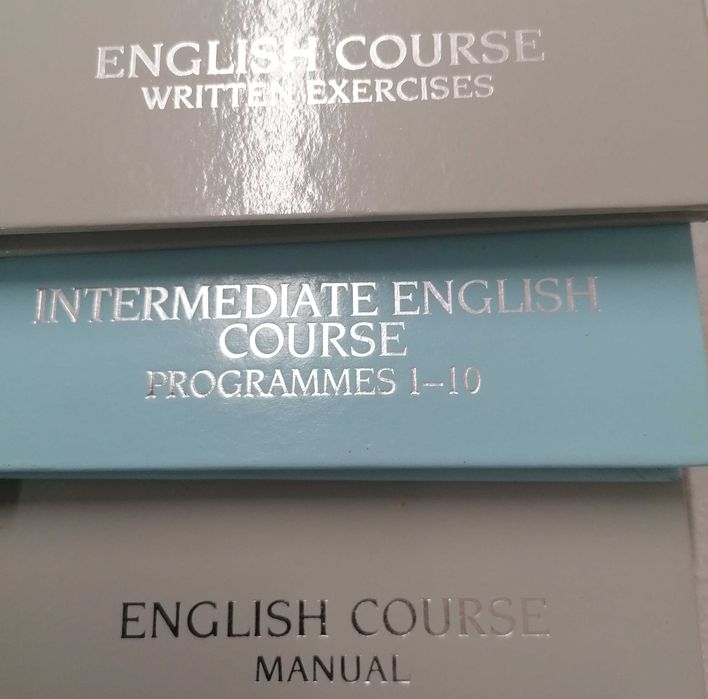 ENGLISH COURSE
WRITTEN EXERCISES
INTERMEDIATE ENGLISH
COURSE
PROGRAMMES 1-10
ENGLISH COURSE
MANUAL